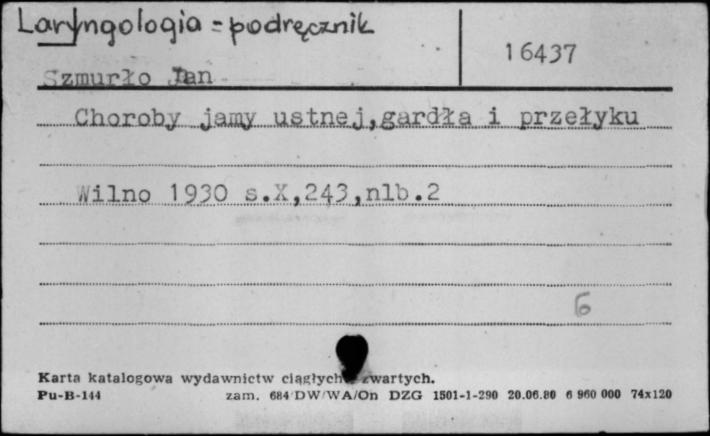 Laryngologia = podręcznik
16437
Szmurło Jan
Choroby jamy ustnej,gardła i przełyku
Wilno 1930 s.X,243,nlb.2
6
Karta katalogowa wydawnictw ciągłych zwartych.
Pu-B-144 zam. 684/DW/WA/On DZG 1501-1-290 20.06.80 6 960 000 74x120